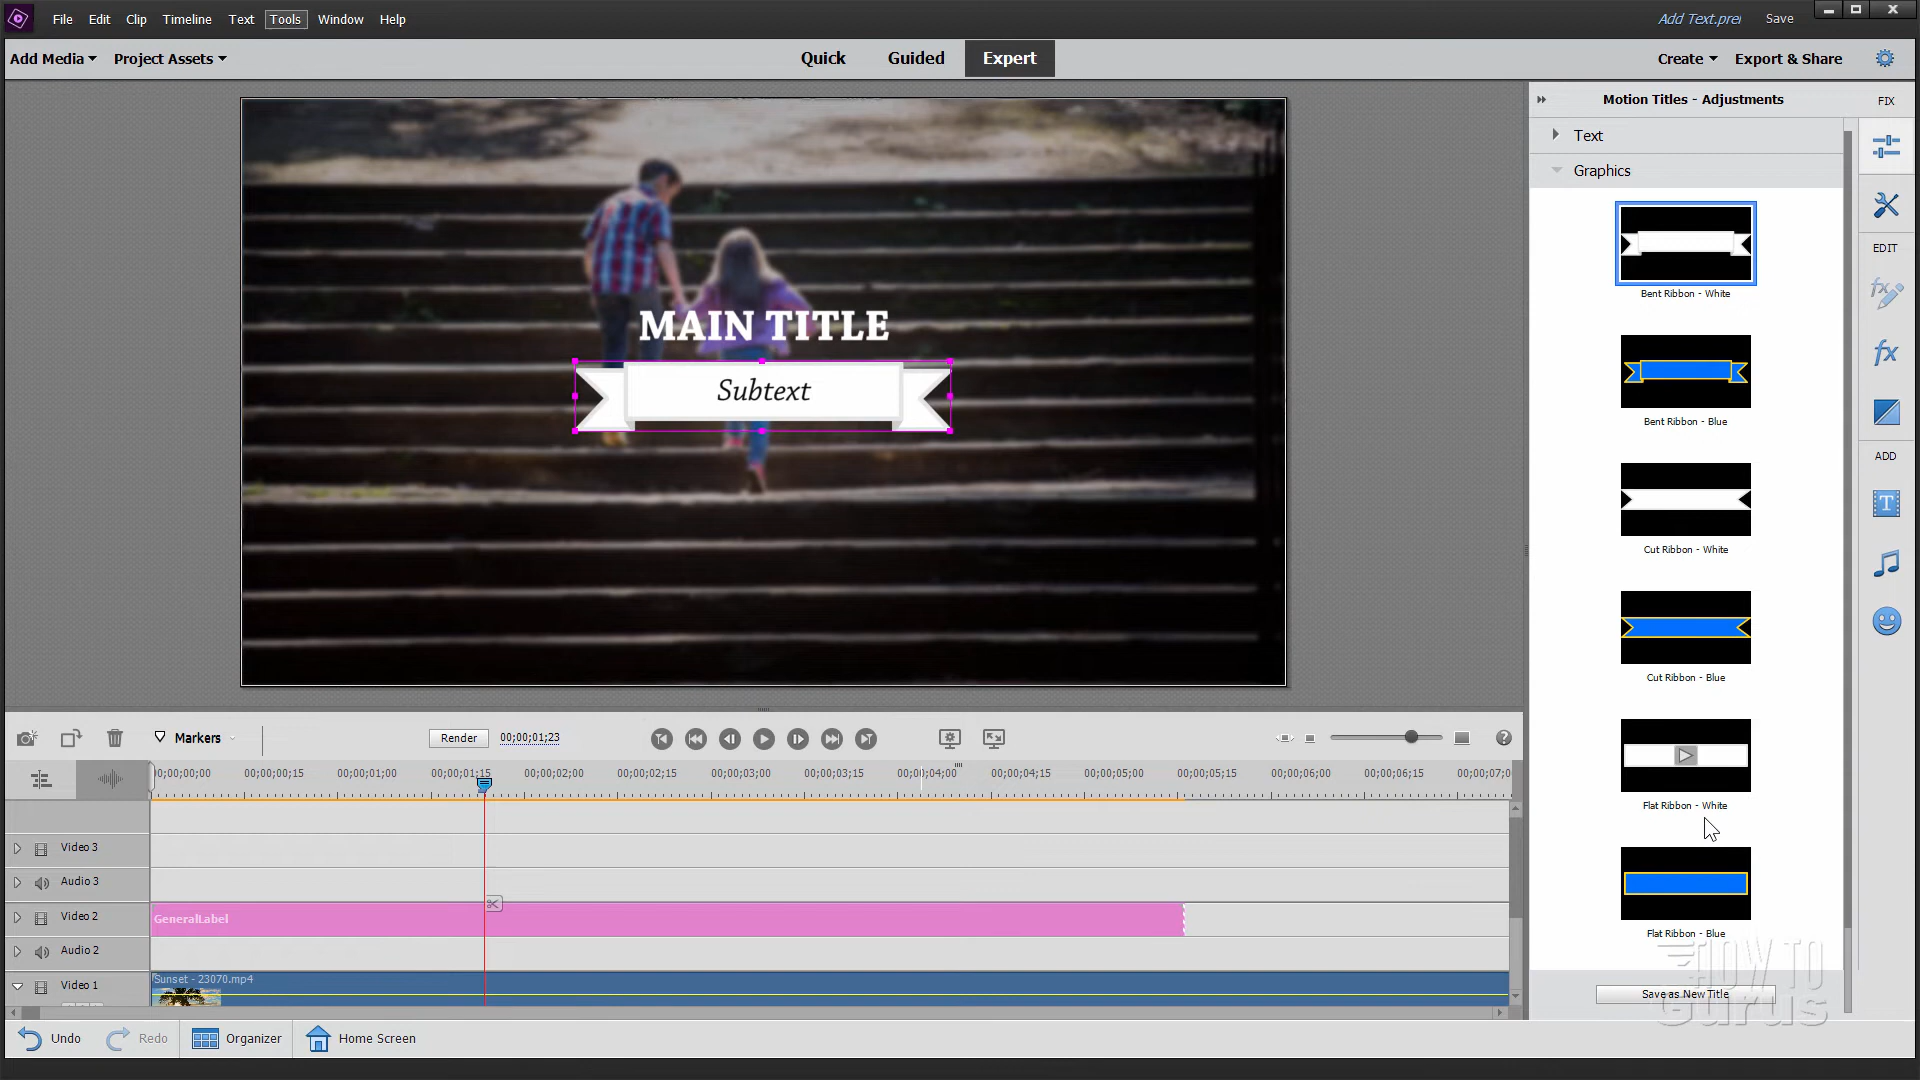 File Edit Clip Timeline Text Tools Window Help
Add Text.prel Save
Add Media Project Assets
Quick Guided Expert
Create Export & Share
Motion Titles - Adjustments
FIX
Text
Graphics
Bent Ribbon - White
EDIT
Bent Ribbon - Blue
ADD
Cut Ribbon - White
Cut Ribbon - Blue
Flat Ribbon - White
Flat Ribbon - Blue
Save as New Title
HOW TO
Gurus
MAIN TITLE
Subtext
Markers
Render
00;00;01;23
00;00;00;00 00;00;00;15 00;00;01;00 00;00;01;15 00;00;02;00 00;00;02;15 00;00;03;00 00;00;03;15 00;00;04;00 00;00;04;15 00;00;05;00 00;00;05;15 00;00;06;00 00;00;06;15 00;00;07;0
Video 3
Audio 3
Video 2
GeneralLabel
Audio 2
Video 1
Sunset - 23070.mp4
Undo Redo Organizer Home Screen